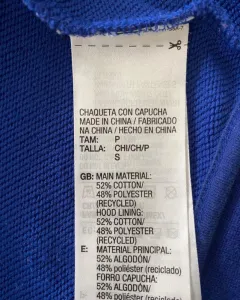 CHAQUETA CON CAPUCHA
MADE IN CHINA / FABRICADO
NA CHINA / HECHO EN CHINA
TAM: P
TALLA: CHI/CH/P
S
GB: MAIN MATERIAL:
52% COTTON/
48% POLYESTER
(RECYCLED)
HOOD LINING:
52% COTTON/
48% POLYESTER
(RECYCLED)
E: MATERIAL PRINCIPAL:
52% ALGODÓN/
48% poliéster (reciclado)
FORRO CAPUCHA:
52% ALGODÓN/
48% poliéster (reciclado)